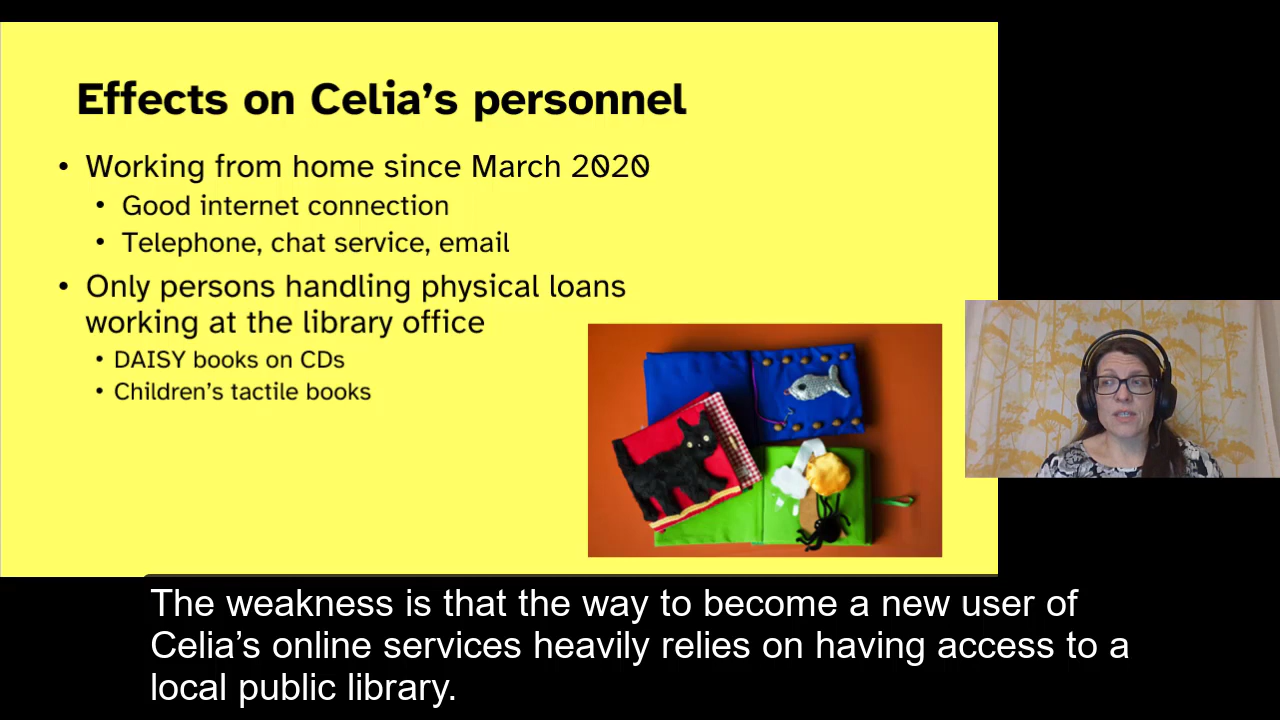 Effects on Celia’s personnel
• Working from home since March 2020
• Good internet connection
• Telephone, chat service, email
• Only persons handling physical loans
working at the library office
• DAISY books on CDs
• Children’s tactile books
The weakness is that the way to become a new user of
Celia’s online services heavily relies on having access to a
local public library.